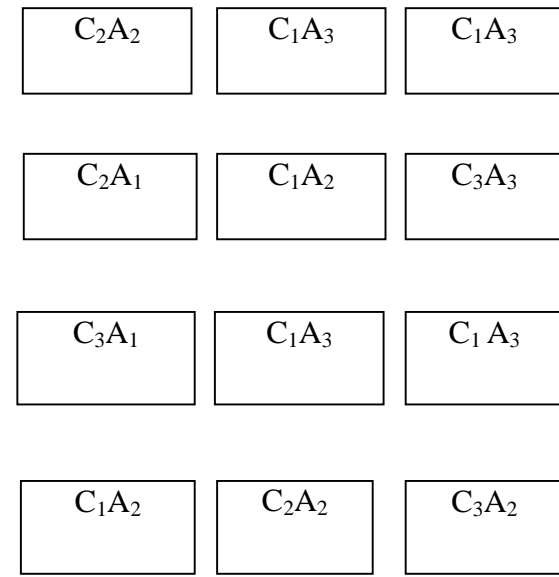 C₂A₂ C₁A₃ C₁A₃
C₂A₁ C₁A₂ C₃A₃
C₃A₁ C₁A₃ C₁ A₃
C₁A₂ C₂A₂ C₃A₂